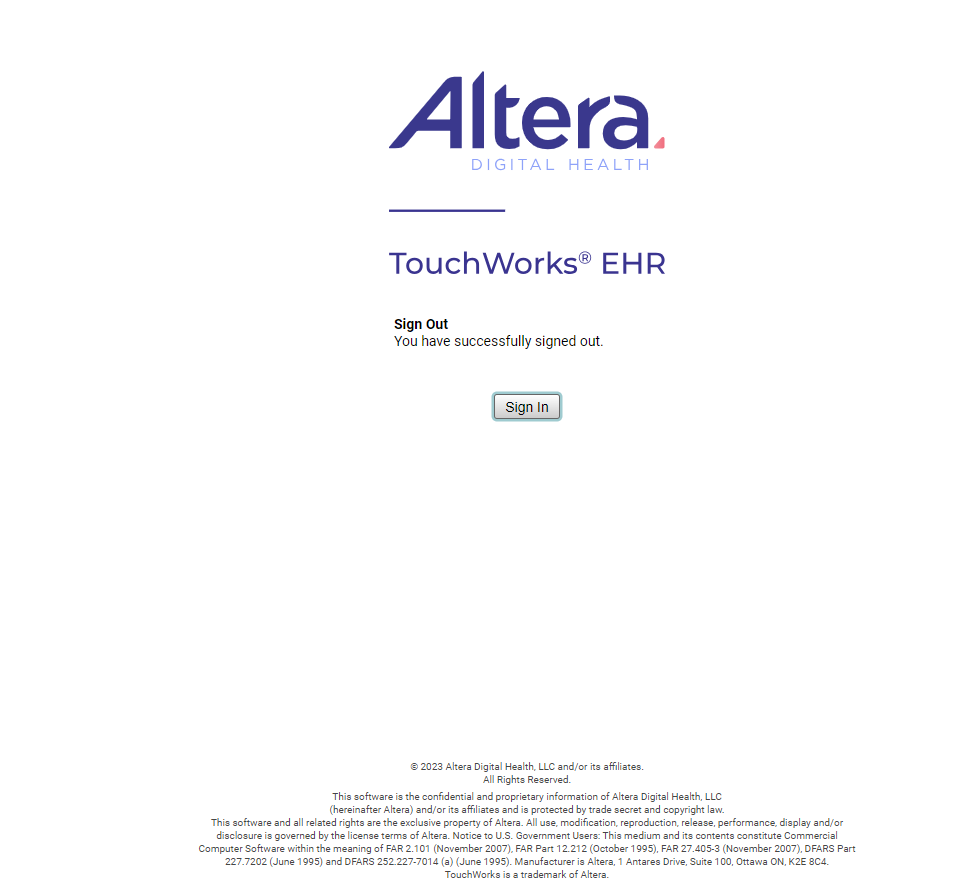 Altera
DIGITAL HEALTH
TouchWorks® EHR
Sign Out
You have successfully signed out.
Sign In
© 2023 Altera Digital Health, LLC and/or its affiliates.
All Rights Reserved.
This software is the confidential and proprietary information of Altera Digital Health, LLC
(hereinafter Altera) and/or its affiliates and is protected by trade secret and copyright law.
This software and all related rights are the exclusive property of Altera. All use, modification, reproduction, release, performance, display and/or
disclosure is governed by the license terms of Altera. Notice to U.S. Government Users: This medium and its contents constitute Commercial
Computer Software within the meaning of FAR 2.101 (November 2007), FAR Part 12.212 (October 1995), FAR 27.405-3 (November 2007), DFARS Part
227.7202 (June 1995) and DFARS 252.227-7014 (a) (June 1995). Manufacturer is Altera, 1 Antares Drive, Suite 100, Ottawa ON, K2E 8C4.
TouchWorks is a trademark of Altera.